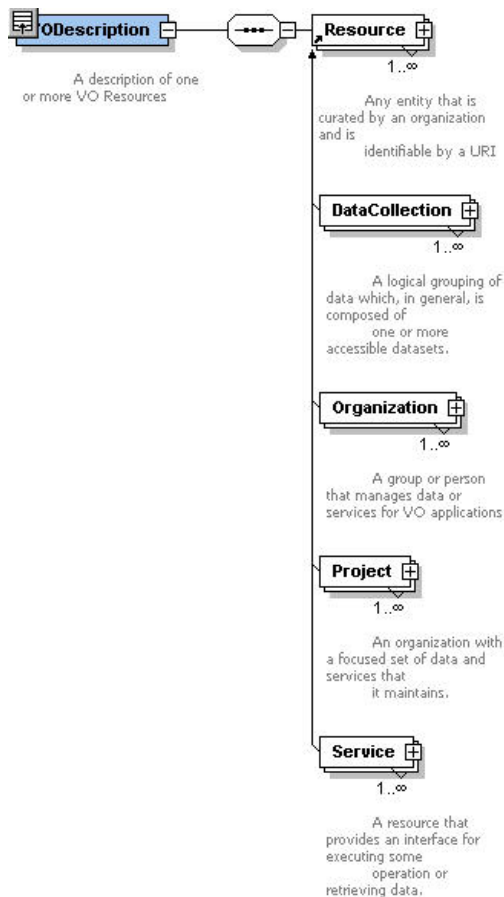 VODescription
Resource
1..∞
A description of one
or more VO Resources
Any entity that is
curated by an organization
and is
identifiable by a URI
DataCollection
1..∞
A logical grouping of
data which, in general, is
composed of
one or more
accessible datasets.
Organization
1..∞
A group or person
that manages data or
services for VO applications
Project
1..∞
An organization with
a focused set of data and
services that
it maintains.
Service
1..∞
A resource that
provides an interface for
executing some
operation or
retrieving data.